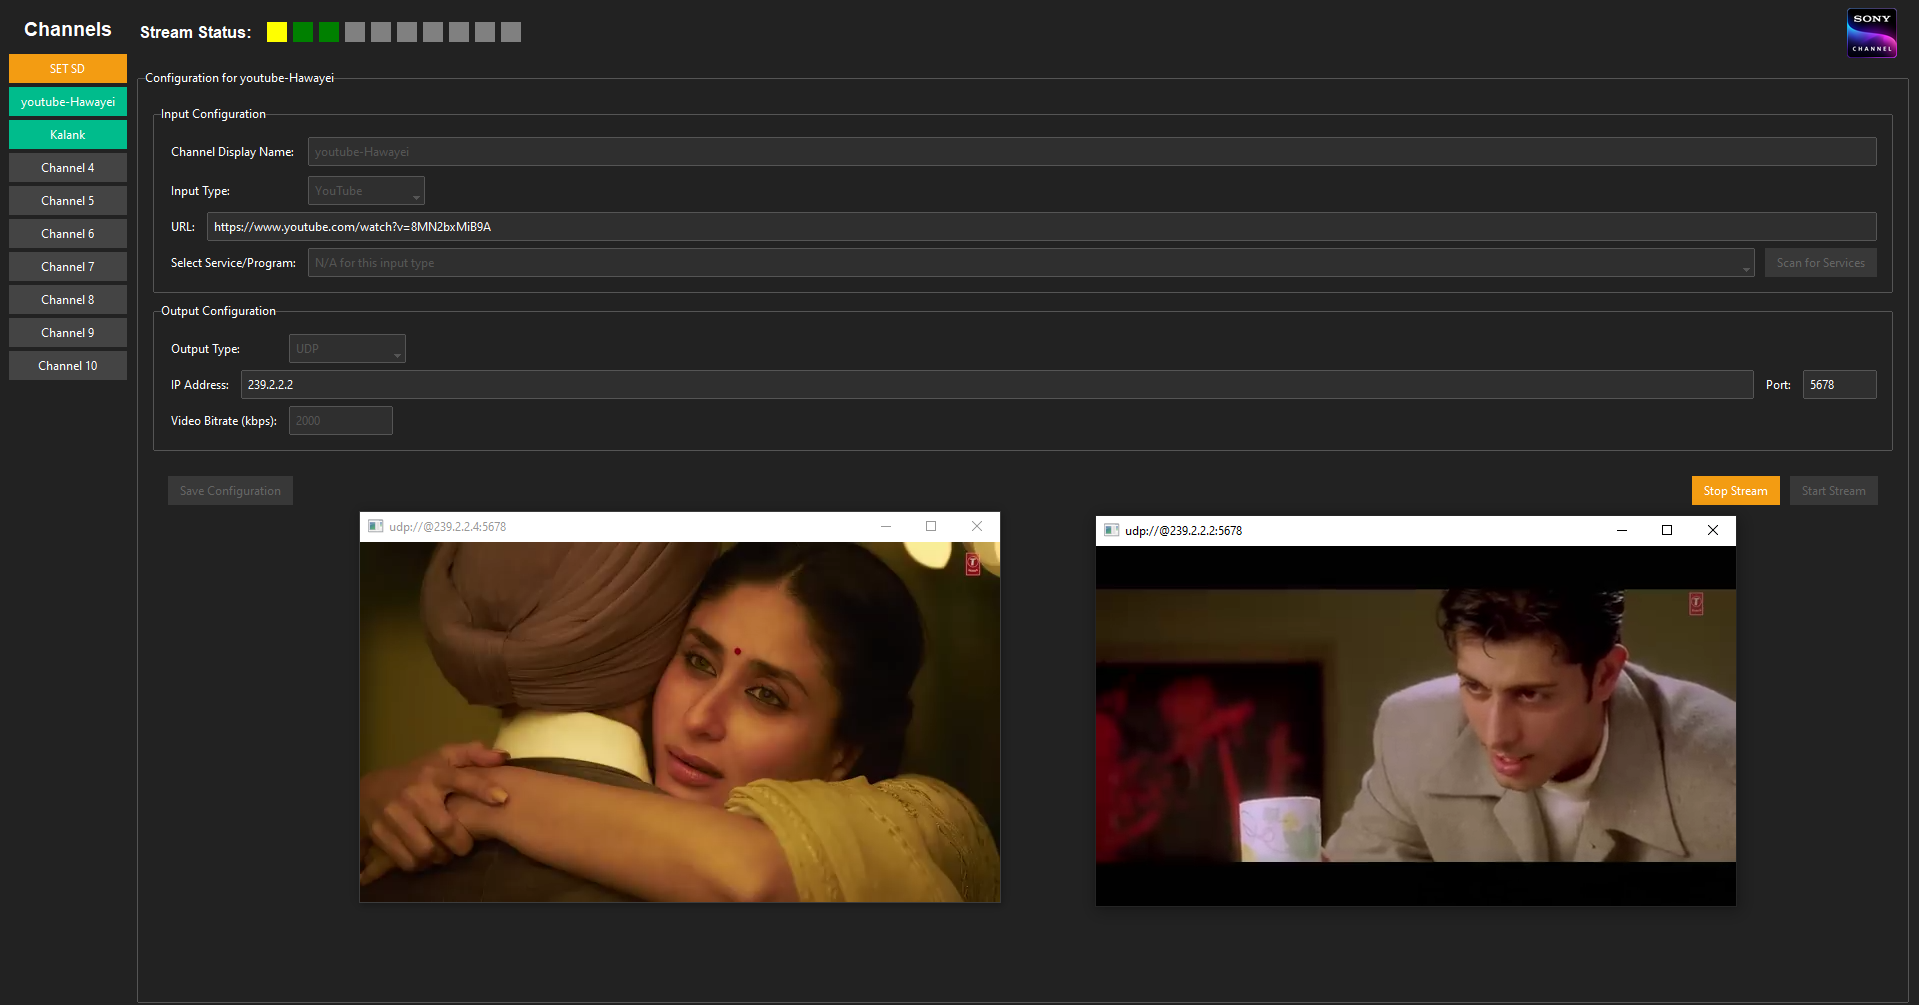 Channels
SET SD
youtube-Hawayei
Kalank
Channel 4
Channel 5
Channel 6
Channel 7
Channel 8
Channel 9
Channel 10
Stream Status:
SONY
CHANNEL
Configuration for youtube-Hawayei
Input Configuration
Channel Display Name: youtube-Hawayei
Input Type: YouTube
URL: https://www.youtube.com/watch?v=8MN2bxMiB9A
Select Service/Program: N/A for this input type Scan for Services
Output Configuration
Output Type: UDP
IP Address: 239.2.2.2 Port: 5678
Video Bitrate (kbps): 2000
Save Configuration Stop Stream Start Stream
udp://@239.2.2.4:5678
udp://@239.2.2.2:5678